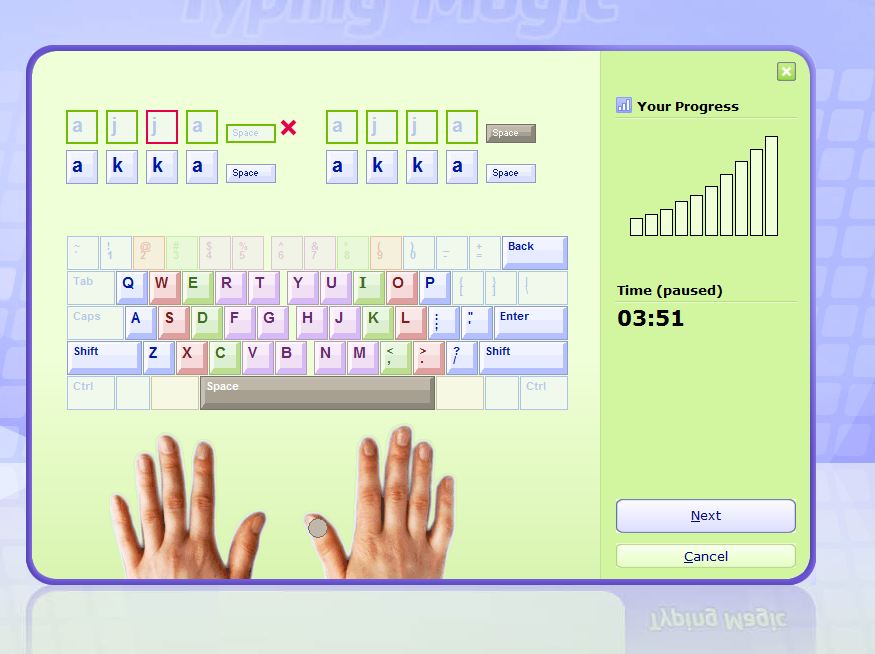 Typing Magic
a j j a Space a j j a Space
a k k a Space a k k a Space
Your Progress
~ ` ! 1 @ 2 # 3 $ 4 % 5 ^ 6 & 7 * 8 ( 9 ) 0 _ - + = Back
Tab Q W E R T Y U I O P { [ } ] | \
Caps A S D F G H J K L : ; " ' Enter
Shift Z X C V B N M < , > . ? / Shift
Ctrl Space Ctrl
Time (paused)
03:51
Next
Cancel
Typing Magic